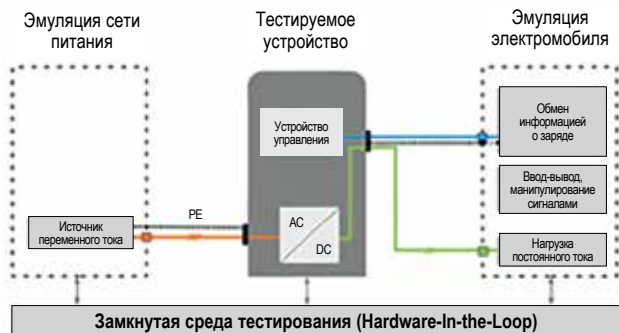 Эмуляция сети
питания
Тестируемое
устройство
Эмуляция
электромобиля
Устройство
управления
Обмен
информацией
о заряде
Ввод-вывод,
манипулирование
сигналами
Источник
переменного тока
PE
AC
DC
Нагрузка
постоянного тока
Замкнутая среда тестирования (Hardware-In-the-Loop)